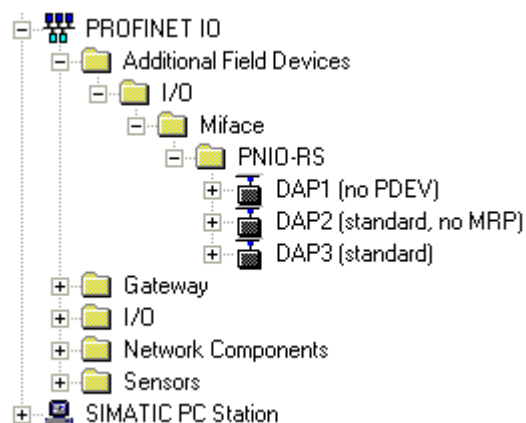 PROFINET IO
Additional Field Devices
I/O
Miface
PNIO-RS
DAP1 (no PDEV)
DAP2 (standard, no MRP)
DAP3 (standard)
Gateway
I/O
Network Components
Sensors
SIMATIC PC Station